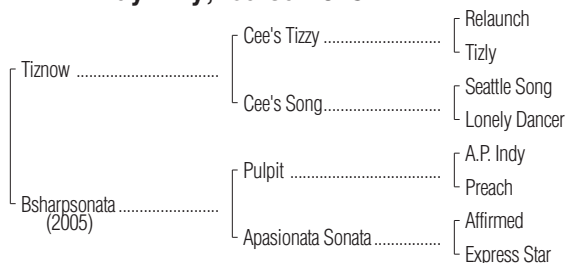 Relaunch
Cee's Tizzy ..............................
Tizly
Tiznow ....................................
Seattle Song
Cee's Song ..............................
Lonely Dancer
A.P. Indy
Pulpit .......................................
Preach
Bsharpsonata .........................
(2005)
Affirmed
Apasionata Sonata .................
Express Star